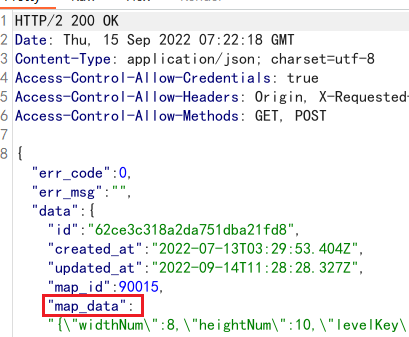 1 HTTP/2 200 OK
2 Date: Thu, 15 Sep 2022 07:22:18 GMT
3 Content-Type: application/json; charset=utf-8
4 Access-Control-Allow-Credentials: true
5 Access-Control-Allow-Headers: Origin, X-Requested-
6 Access-Control-Allow-Methods: GET, POST
7
8 {
"err_code":0,
"err_msg":"",
"data":{
"id":"62ce3c318a2da751dba21fd8",
"created_at":"2022-07-13T03:29:53.404Z",
"updated_at":"2022-09-14T11:28:28.327Z",
"map_id":90015,
"map_data":
"{\"widthNum\":8,\"heightNum\":10,\"levelKey\